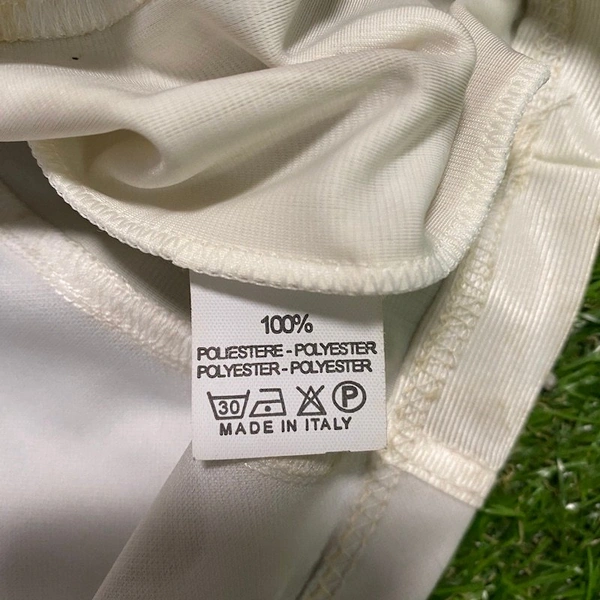 100%
POLIESTERE - POLYESTER
POLYESTER - POLYESTER
30 P
MADE IN ITALY